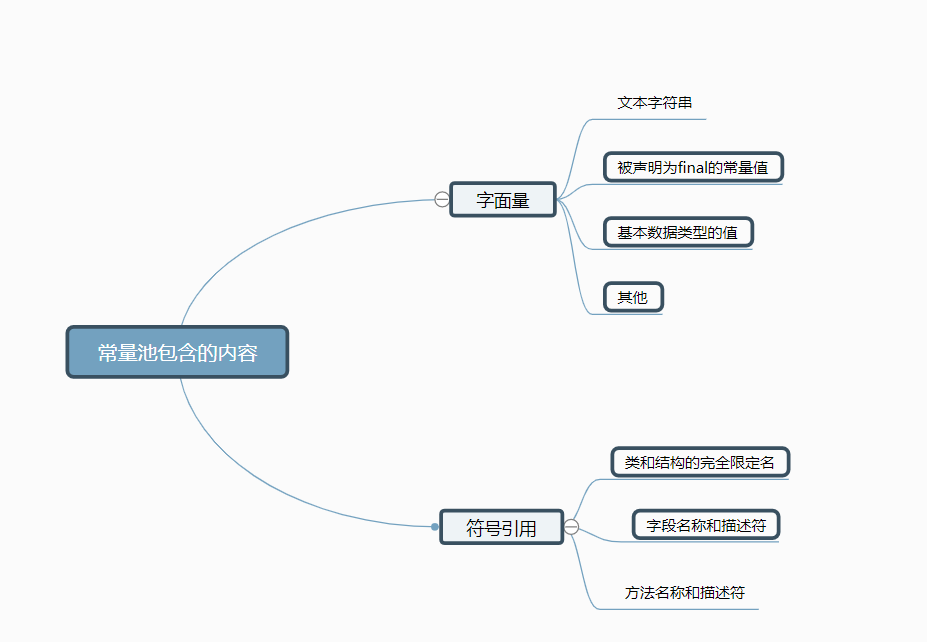 文本字符串
被声明为final的常量值
字面量
基本数据类型的值
其他
常量池包含的内容
类和结构的完全限定名
符号引用
字段名称和描述符
方法名称和描述符